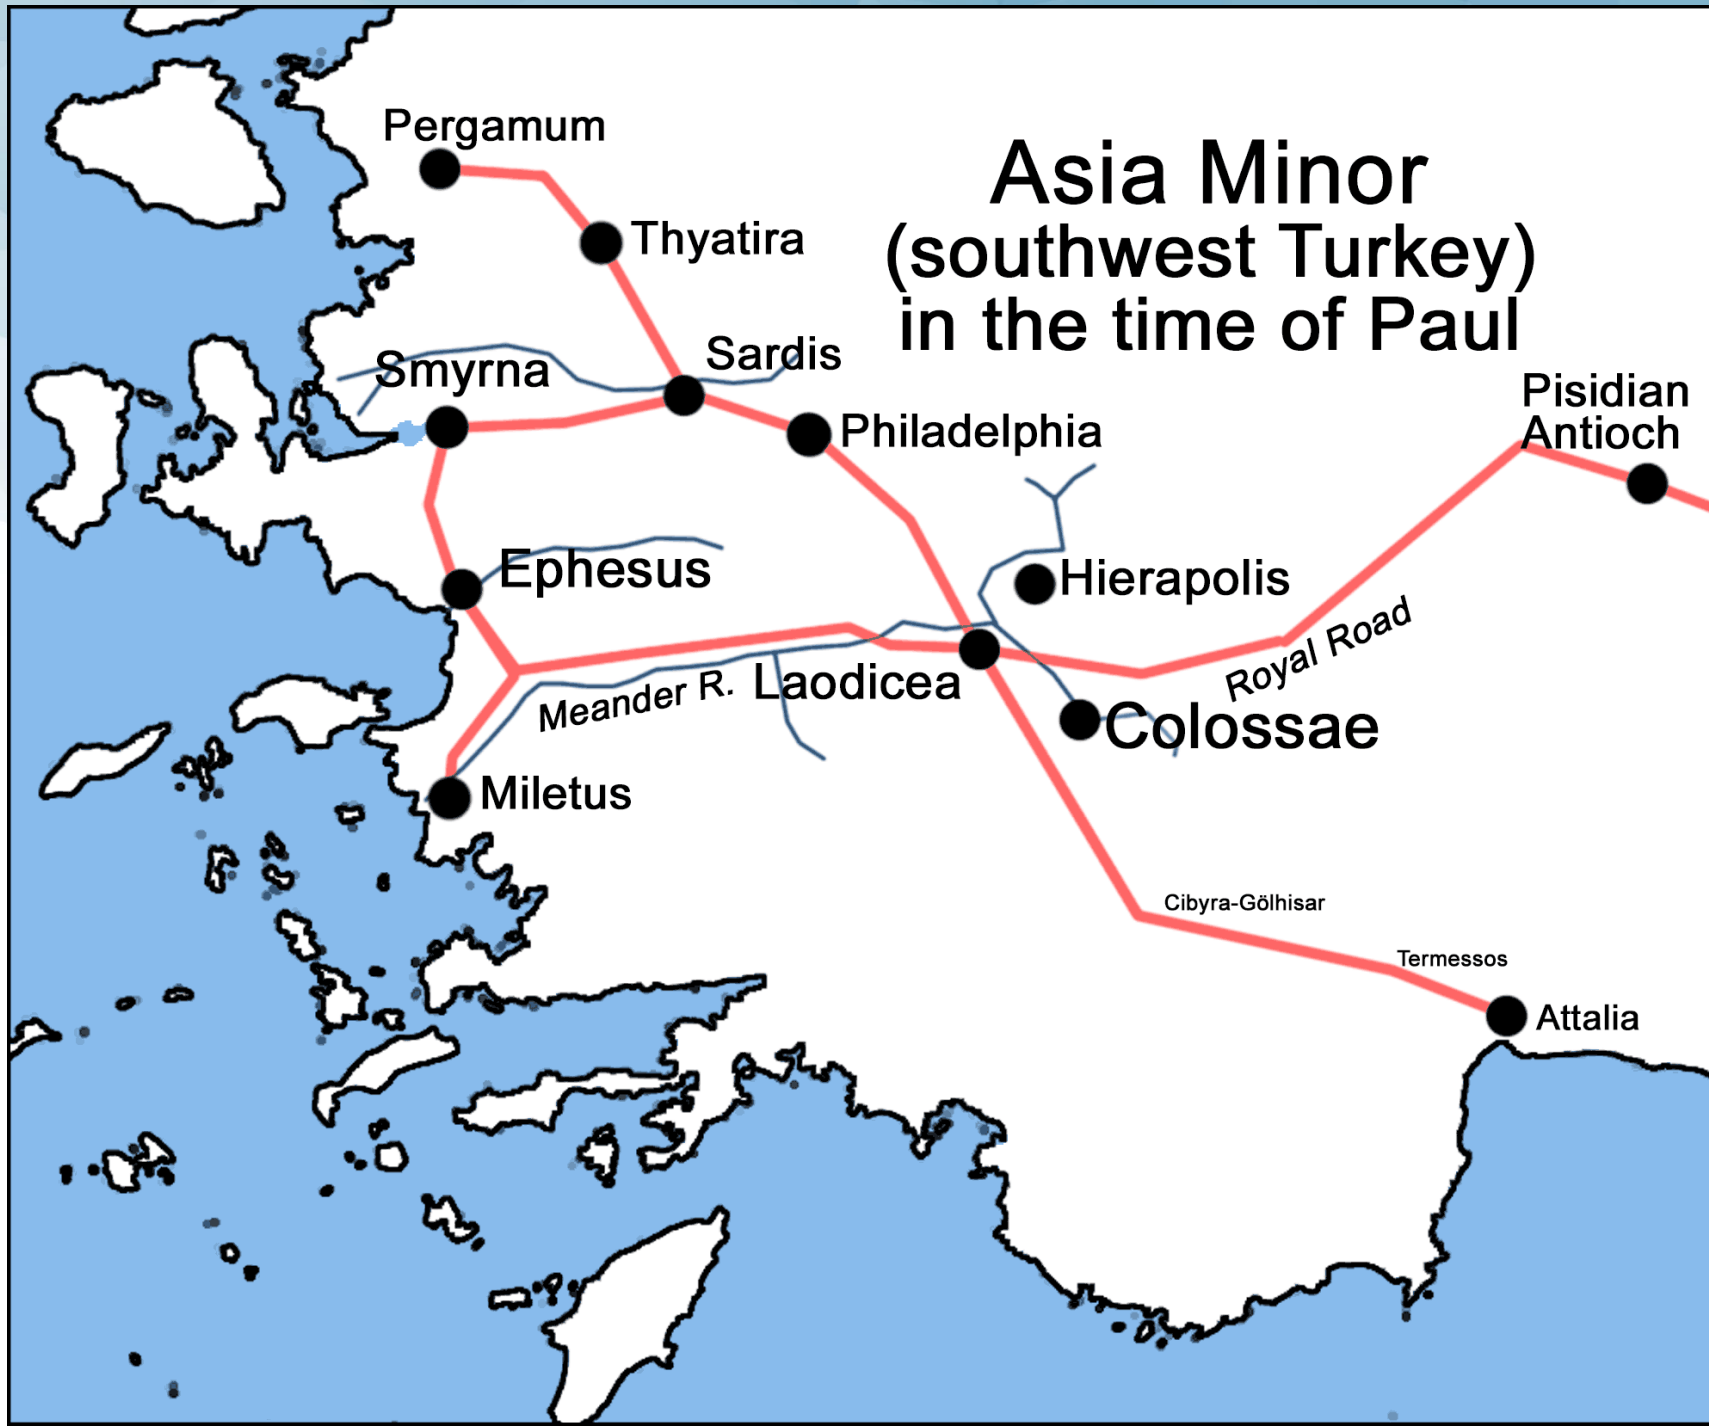 Pergamum
Asia Minor
(southwest Turkey)
in the time of Paul
Thyatira
Sardis
Smyrna
Pisidian
Antioch
Philadelphia
Ephesus
Hierapolis
Royal Road
Laodicea
Meander R.
Colossae
Miletus
Cibyra-Gölhisar
Termessos
Attalia